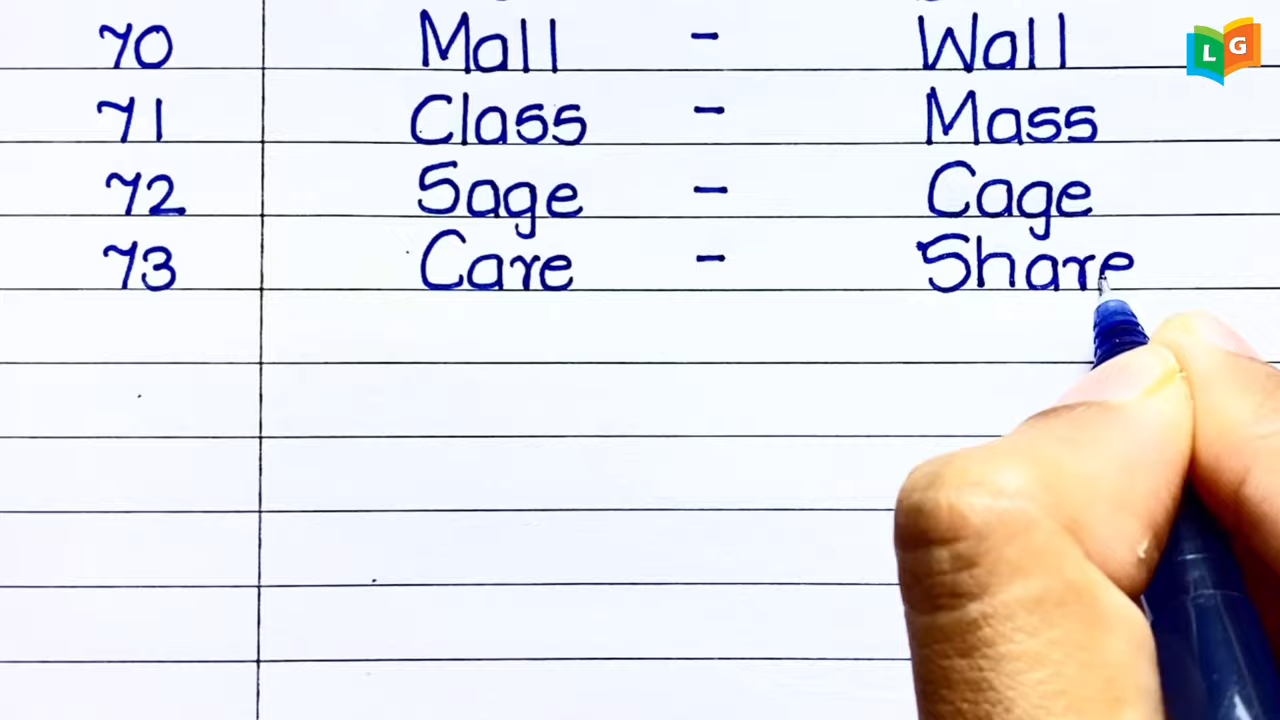 70 Mall - Wall
LG
71 Class - Mass
72 Sage - Cage
73 Care - Share